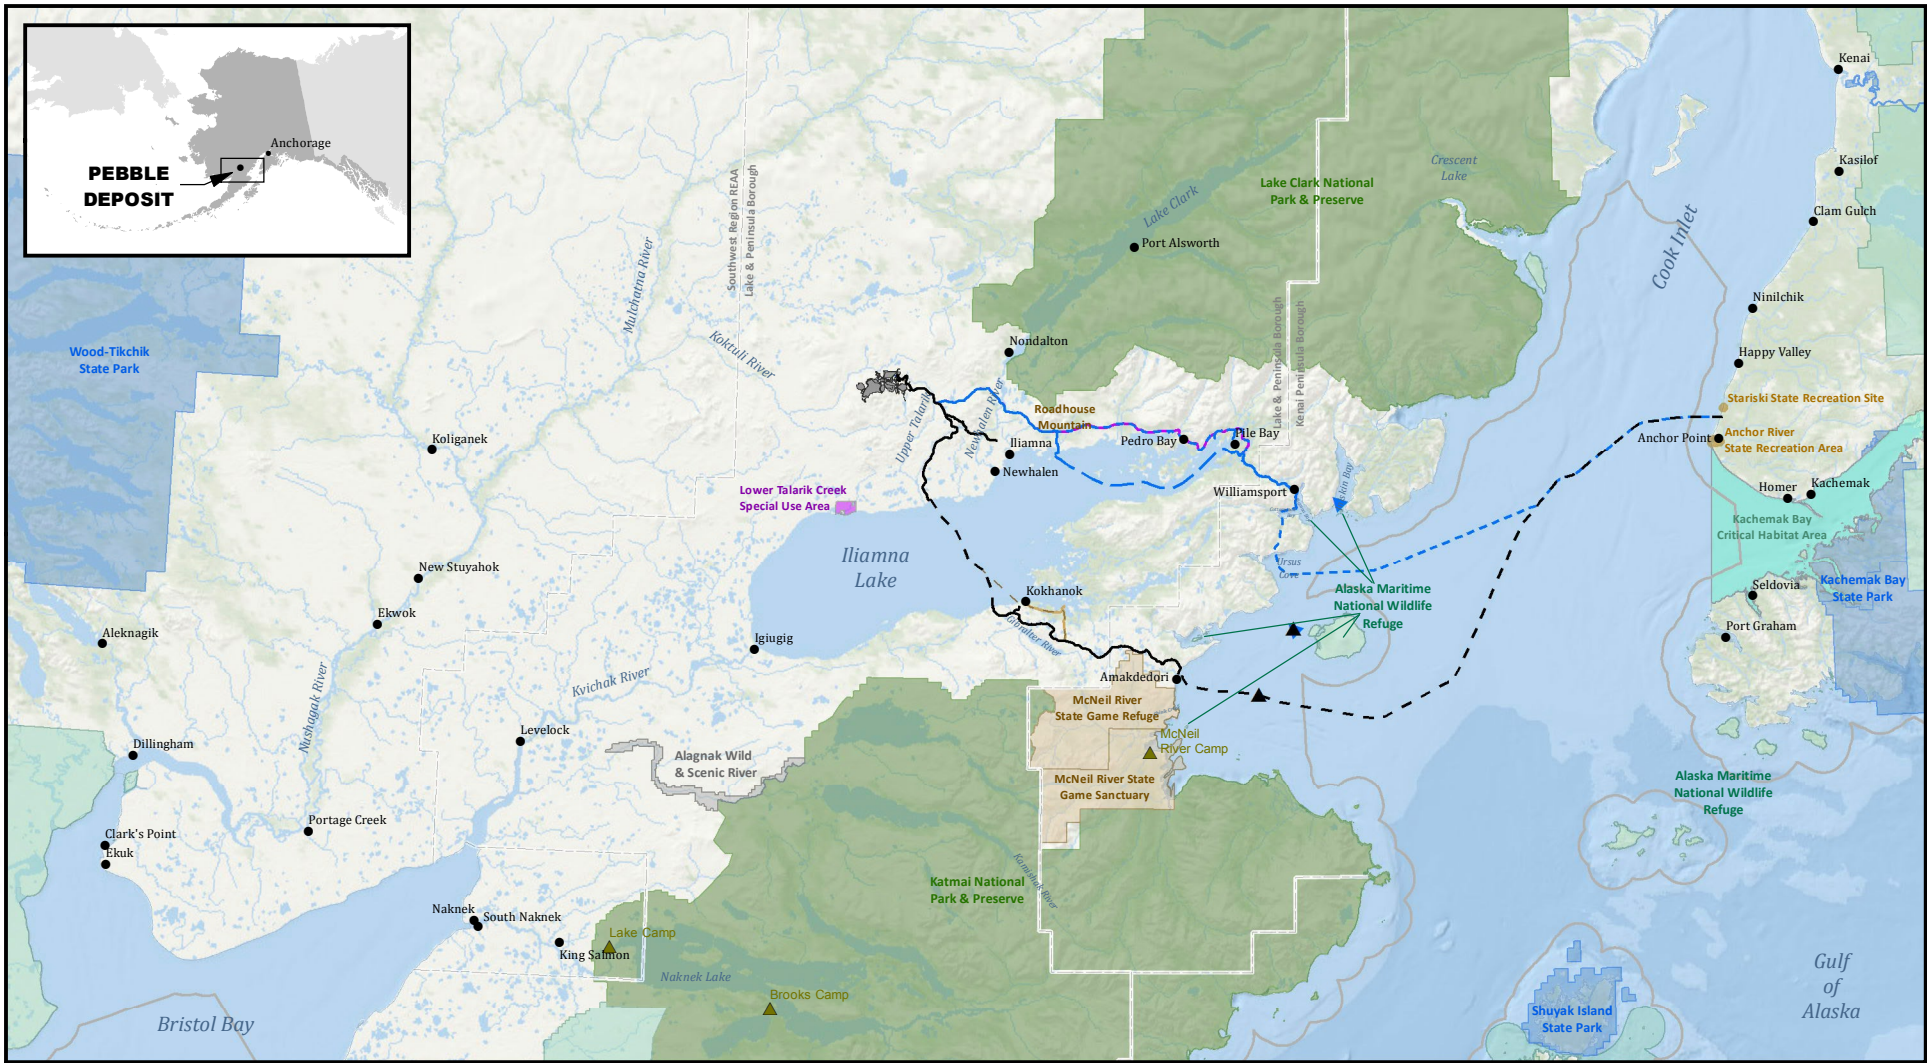 Anchorage
PEBBLE
DEPOSIT
Kenai
Kasilof
Clam Gulch
Ninilchik
Happy Valley
Stariski State Recreation Site
Anchor Point
Anchor River
State Recreation Area
Homer
Kachemak
Kachemak Bay
Critical Habitat Area
Kachemak Bay
State Park
Seldovia
Port Graham
Cook Inlet
Crescent
Lake
Lake Clark National
Park & Preserve
Lake Clark
Port Alsworth
Southwest Region REAA
Lake & Peninsula Borough
Lake & Peninsula Borough
Kenai Peninsula Borough
Mulchatna River
Koktuli River
Wood-Tikchik
State Park
Nondalton
Upper Talarik
Newhalen River
Roadhouse
Mountain
Iliamna
Newhalen
Pedro Bay
Pile Bay
Williamsport
Ursus
Cove
Koliganek
Lower Talarik Creek
Special Use Area
Iliamna
Lake
New Stuyahok
Ekwok
Aleknagik
Kokhanok
Gibralter River
Igiugig
Kvichak River
Nushagak River
Alaska Maritime
National Wildlife
Refuge
Amakdedori
McNeil River
State Game Refuge
McNeil
River Camp
McNeil River State
Game Sanctuary
Levelock
Dillingham
Alagnak Wild
& Scenic River
Portage Creek
Clark's Point
Ekuk
Alaska Maritime
National Wildlife
Refuge
Katmai National
Park & Preserve
Kamishak River
Naknek
South Naknek
King Salmon
Lake Camp
Naknek Lake
Brooks Camp
Bristol Bay
Shuyak Island
State Park
Gulf
of
Alaska